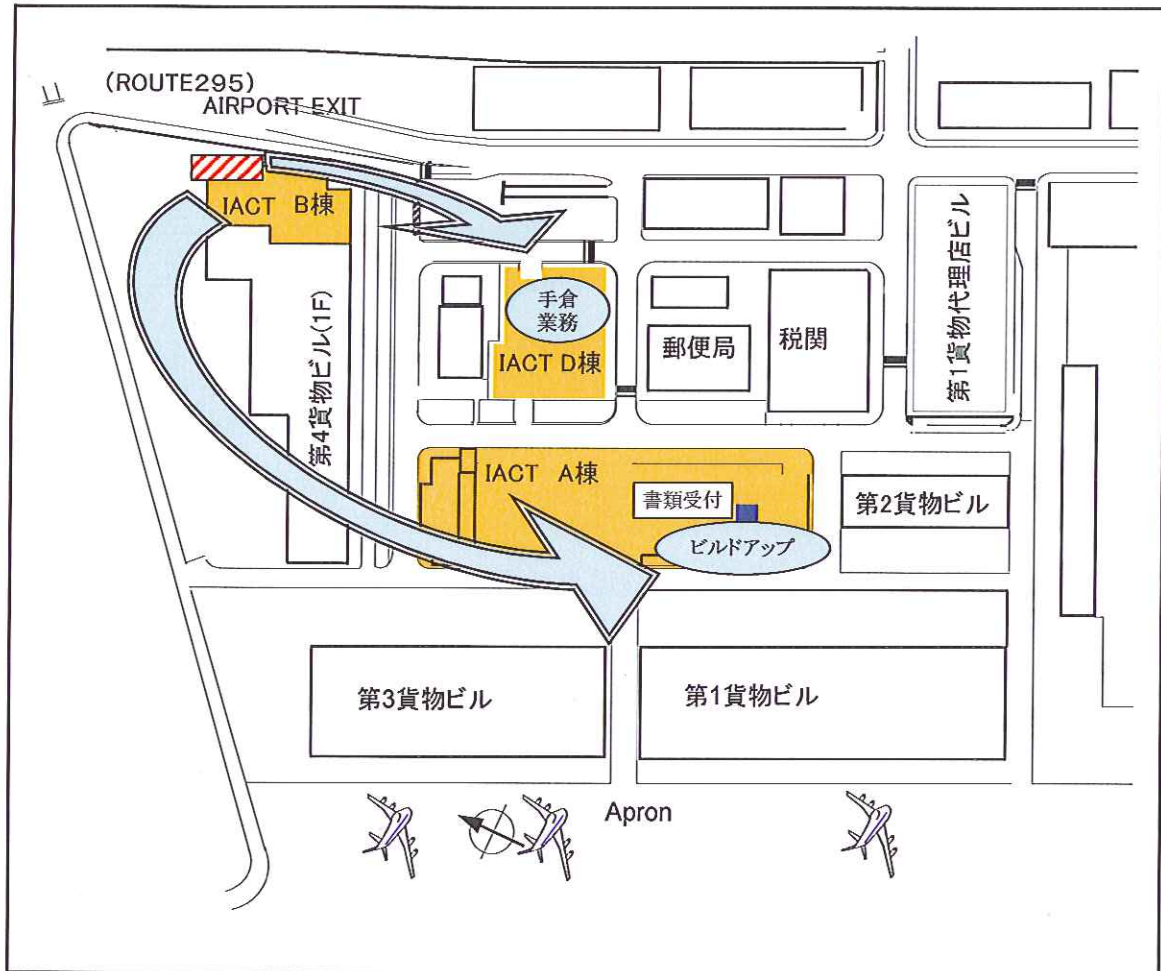 (ROUTE295)
AIRPORT EXIT
IACT B棟
第4貨物ビル(1F)
手倉
業務
IACT D棟
郵便局
税関
第1貨物代理店ビル
IACT A棟
書類受付
ビルドアップ
第2貨物ビル
第3貨物ビル
第1貨物ビル
Apron